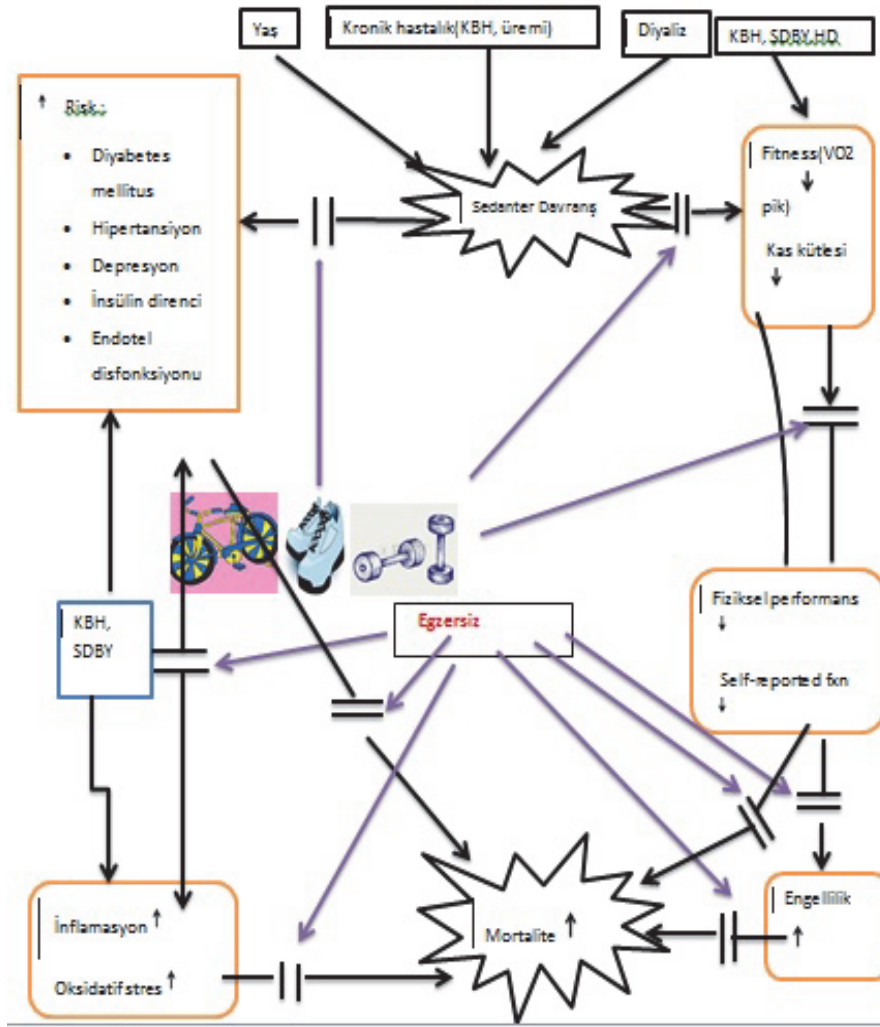 Yaş
Kronik hastalık(KBH, üremi)
Diyaliz
KBH, SDBY,HD
↑ Risk:
• Diyabetes
mellitus
• Hipertansiyon
• Depresyon
• İnsülin direnci
• Endotel
disfonksiyonu
Sedanter Davranış
Fitness(VO2
↓
pik)
Kas kütlesi
↓
Egzersiz
KBH,
SDBY
Fiziksel performans
↓
Self-reported fxn
↓
İnflamasyon ↑
Oksidatif stres ↑
Mortalite ↑
Engellilik
↑